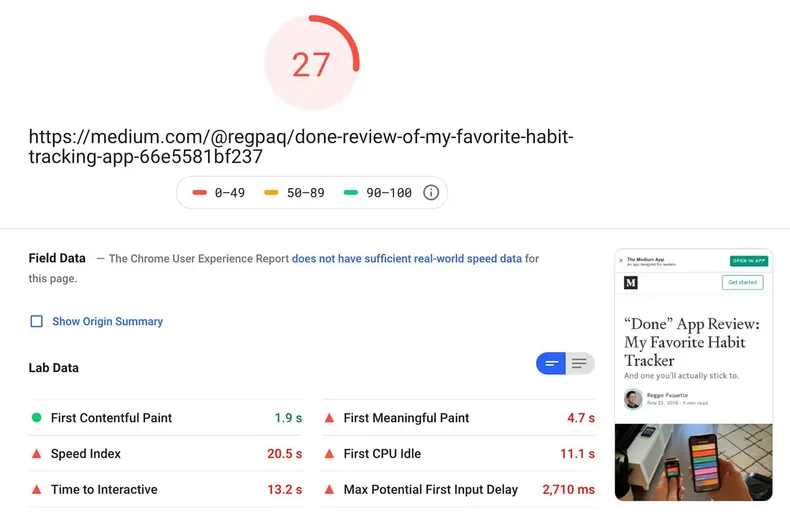 27
https://medium.com/@regpaq/done-review-of-my-favorite-habit-
tracking-app-66e5581bf237
0–49 50–89 90–100
Field Data — The Chrome User Experience Report does not have sufficient real-world speed data for
this page.
Show Origin Summary
Lab Data
First Contentful Paint 1.9 s
First Meaningful Paint 4.7 s
Speed Index 20.5 s
First CPU Idle 11.1 s
Time to Interactive 13.2 s
Max Potential First Input Delay 2,710 ms
The Medium App
An app designed for readers
OPEN IN APP
M
Get started
“Done” App Review:
My Favorite Habit
Tracker
And one you’ll actually stick to.
Reggie Paquette
Nov 22, 2018 · 6 min read